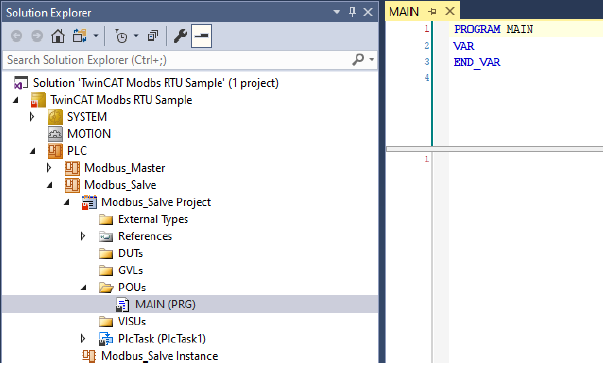 Solution Explorer
Search Solution Explorer (Ctrl+;)
Solution 'TwinCAT Modbs RTU Sample' (1 project)
TwinCAT Modbs RTU Sample
SYSTEM
MOTION
PLC
Modbus_Master
Modbus_Salve
Modbus_Salve Project
External Types
References
DUTs
GVLs
POUs
MAIN (PRG)
VISUs
PlcTask (PlcTask1)
Modbus_Salve Instance
MAIN
1 PROGRAM MAIN
2 VAR
3 END_VAR
4
1